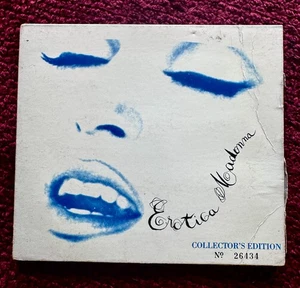 Erotica Madonna
COLLECTOR'S EDITION
Nº 26434